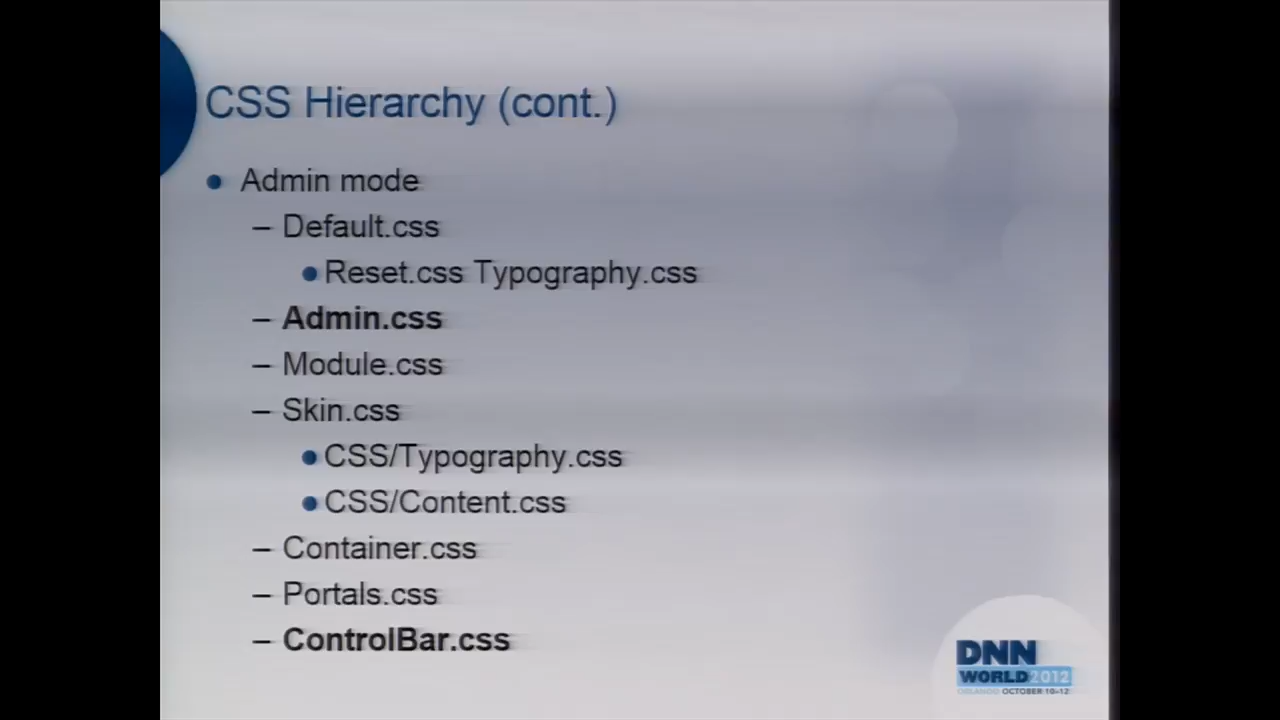 CSS Hierarchy (cont.)
• Admin mode
– Default.css
• Reset.css Typography.css
– Admin.css
– Module.css
– Skin.css
• CSS/Typography.css
• CSS/Content.css
– Container.css
– Portals.css
– ControlBar.css
DNN
WORLD 2012
ORLANDO OCTOBER 10-12